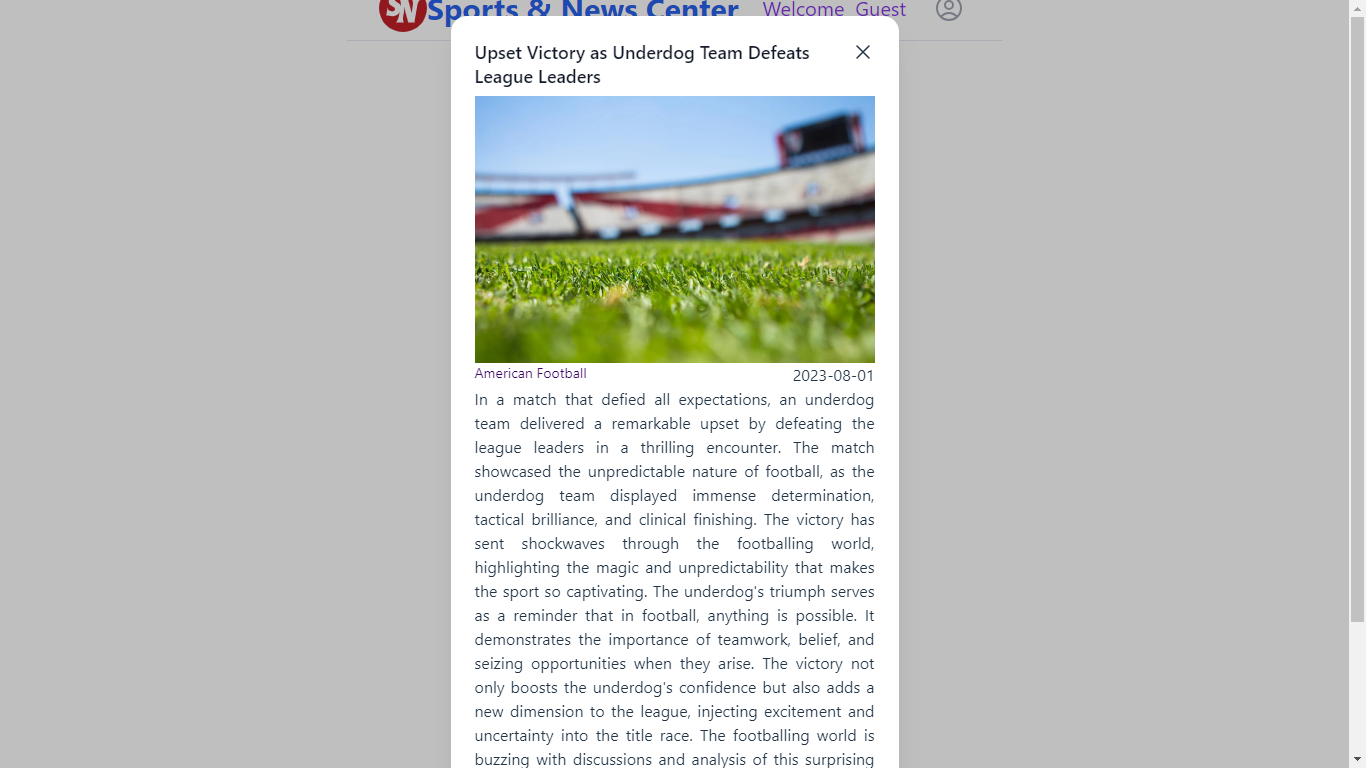 SN Sports & News Center Welcome Guest
Upset Victory as Underdog Team Defeats
League Leaders
American Football 2023-08-01
In a match that defied all expectations, an underdog
team delivered a remarkable upset by defeating the
league leaders in a thrilling encounter. The match
showcased the unpredictable nature of football, as the
underdog team displayed immense determination,
tactical brilliance, and clinical finishing. The victory has
sent shockwaves through the footballing world,
highlighting the magic and unpredictability that makes
the sport so captivating. The underdog's triumph serves
as a reminder that in football, anything is possible. It
demonstrates the importance of teamwork, belief, and
seizing opportunities when they arise. The victory not
only boosts the underdog's confidence but also adds a
new dimension to the league, injecting excitement and
uncertainty into the title race. The footballing world is
buzzing with discussions and analysis of this surprising